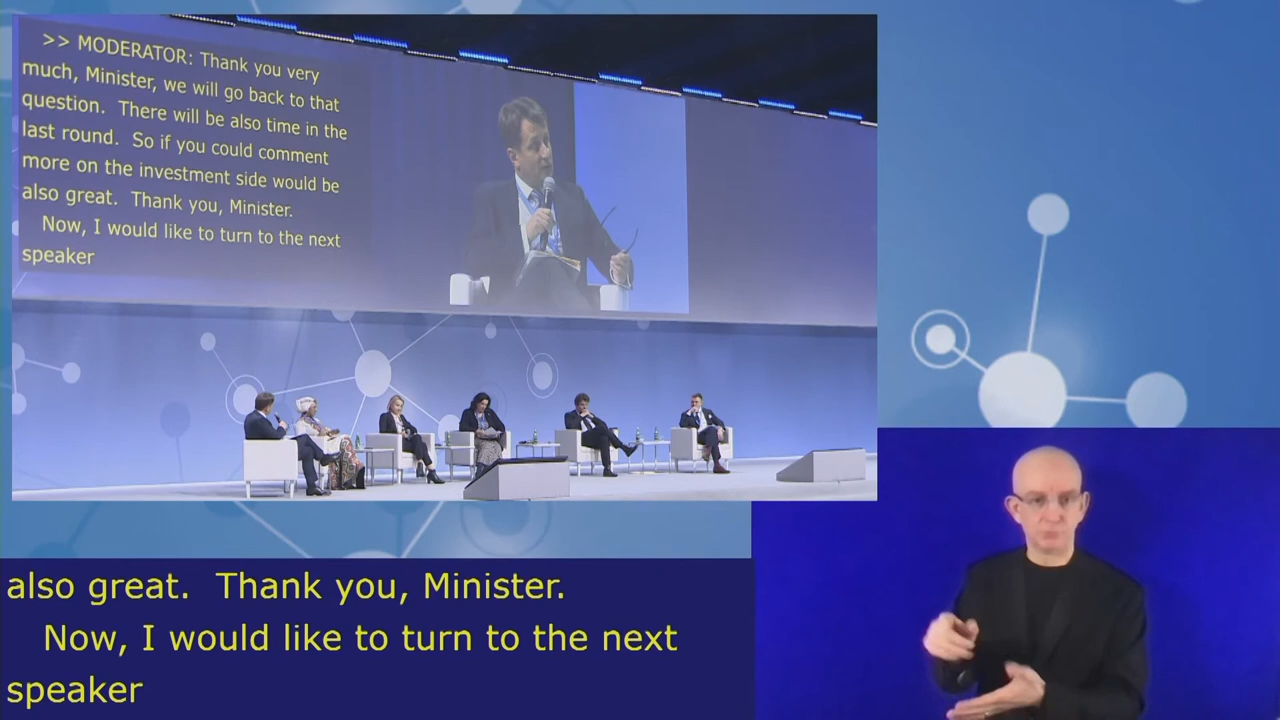 >> MODERATOR: Thank you very
much, Minister, we will go back to that
question. There will be also time in the
last round. So if you could comment
more on the investment side would be
also great. Thank you, Minister.
Now, I would like to turn to the next
speaker
also great. Thank you, Minister.
Now, I would like to turn to the next
speaker